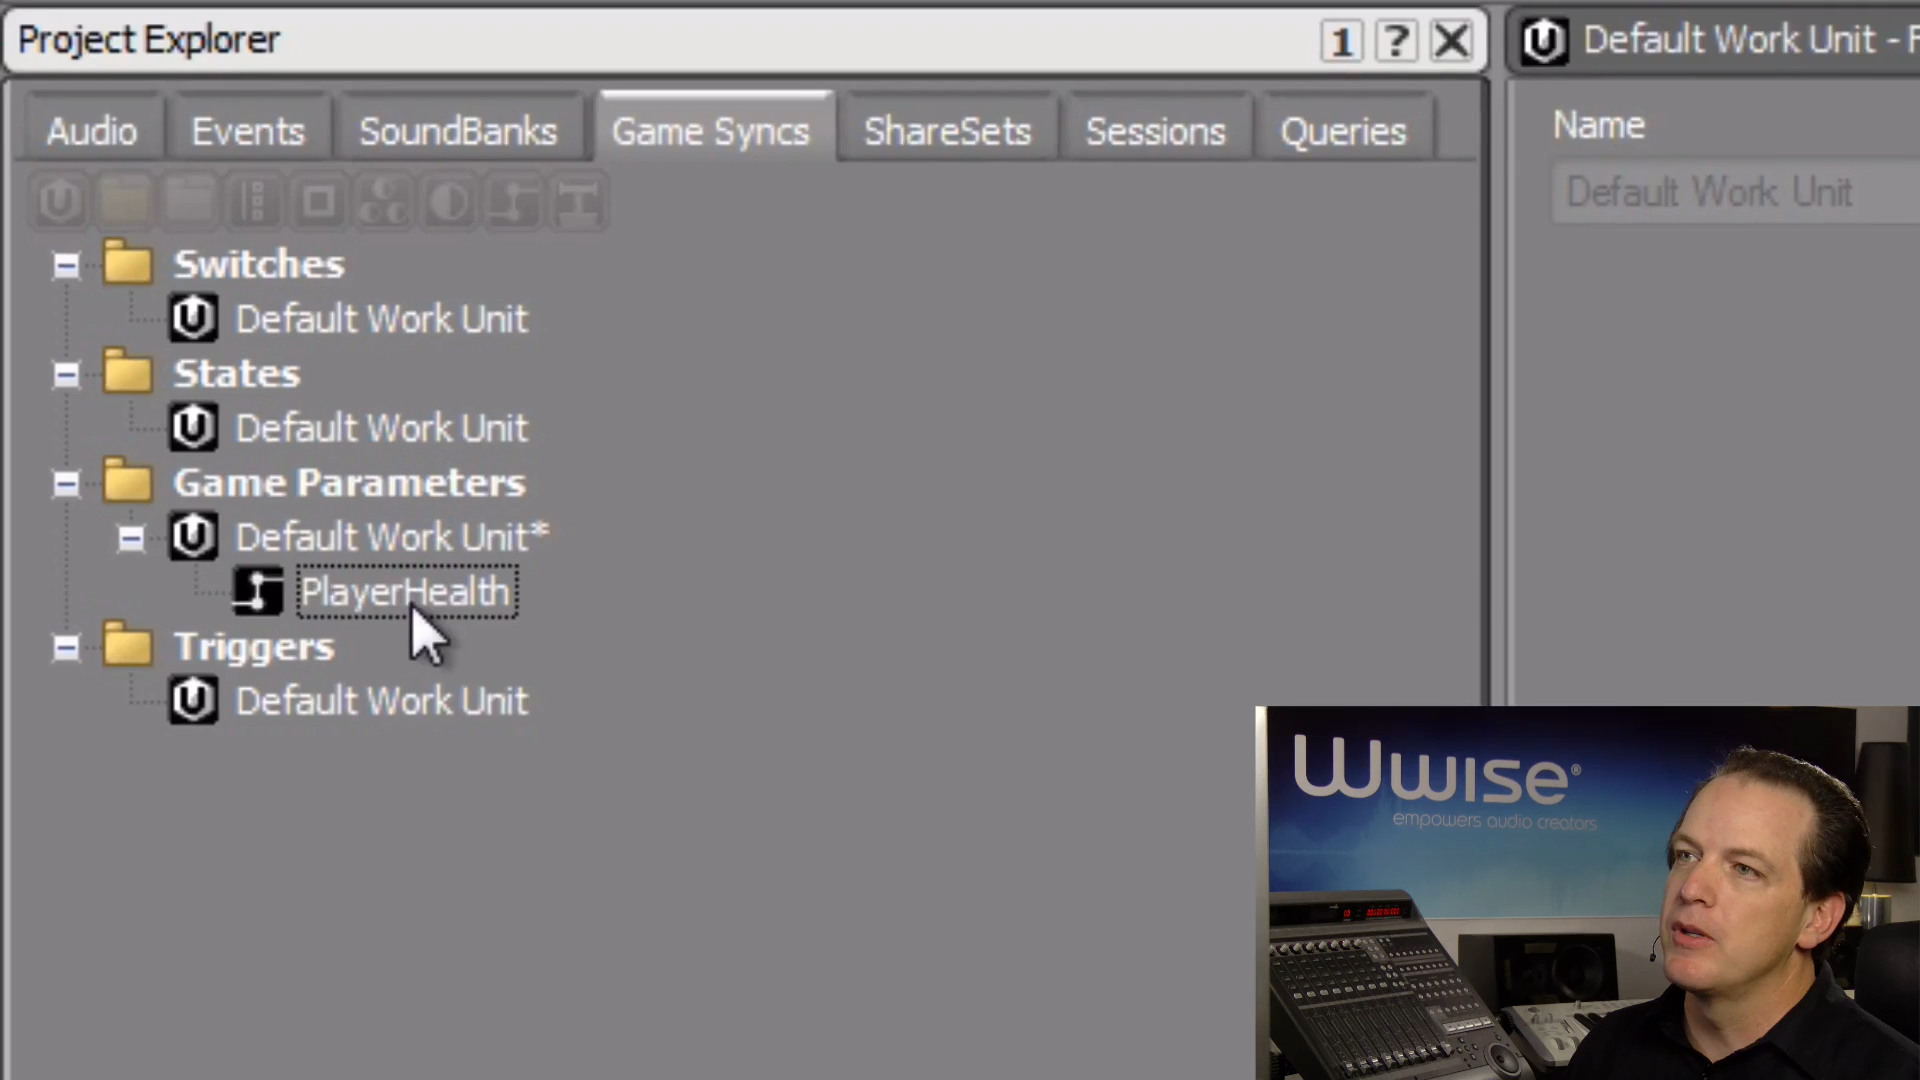 Project Explorer
1 ? X
Default Work Unit -
Audio Events SoundBanks Game Syncs ShareSets Sessions Queries
Name
Default Work Unit
Switches
Default Work Unit
States
Default Work Unit
Game Parameters
Default Work Unit*
PlayerHealth
Triggers
Default Work Unit
Wwise®
empowers audio creators